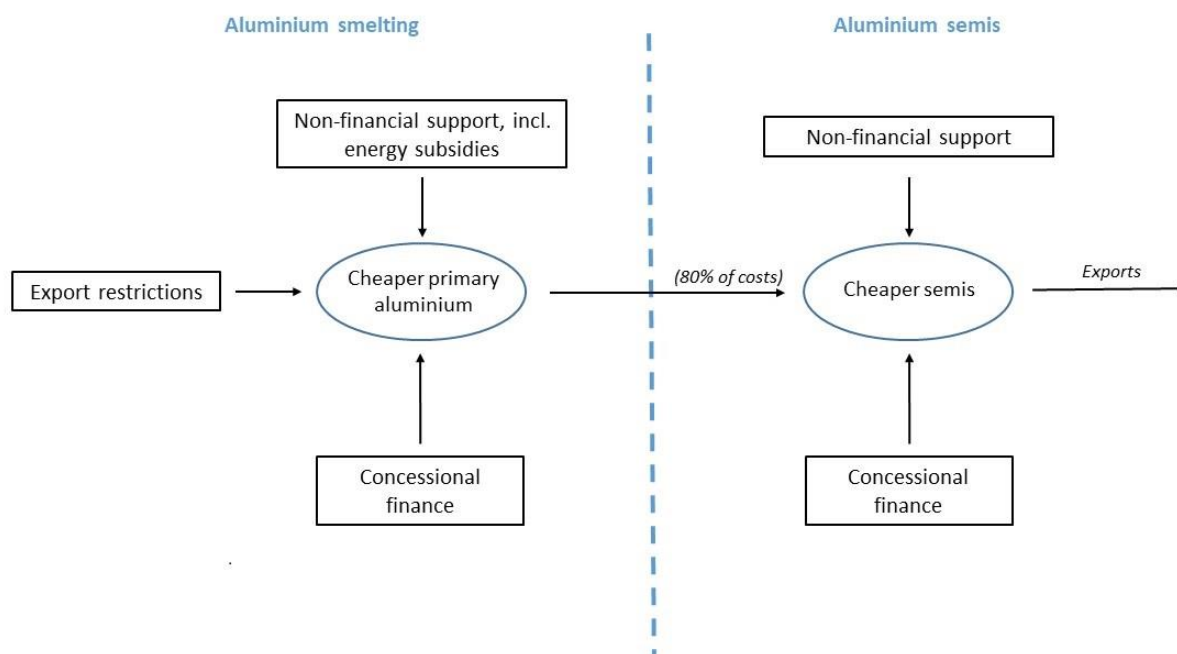 Aluminium smelting
Aluminium semis
Non-financial support, incl.
energy subsidies
Non-financial support
Export restrictions
Cheaper primary
aluminium
(80% of costs)
Cheaper semis
Exports
Concessional
finance
Concessional
finance
.